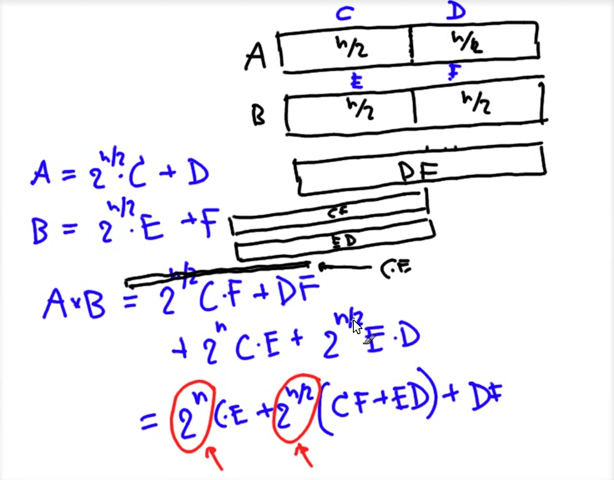 C D
A n/2 n/2
E F
B n/2 n/2
DF
CF
ED
C.E
A = 2^{n/2}·C + D
B = 2^{n/2}·E + F
A×B = 2^{n/2} C·F + DF
+ 2^n C·E + 2^{n/2} E·D
= 2^n C·E + 2^{n/2} (CF+ED) + DF